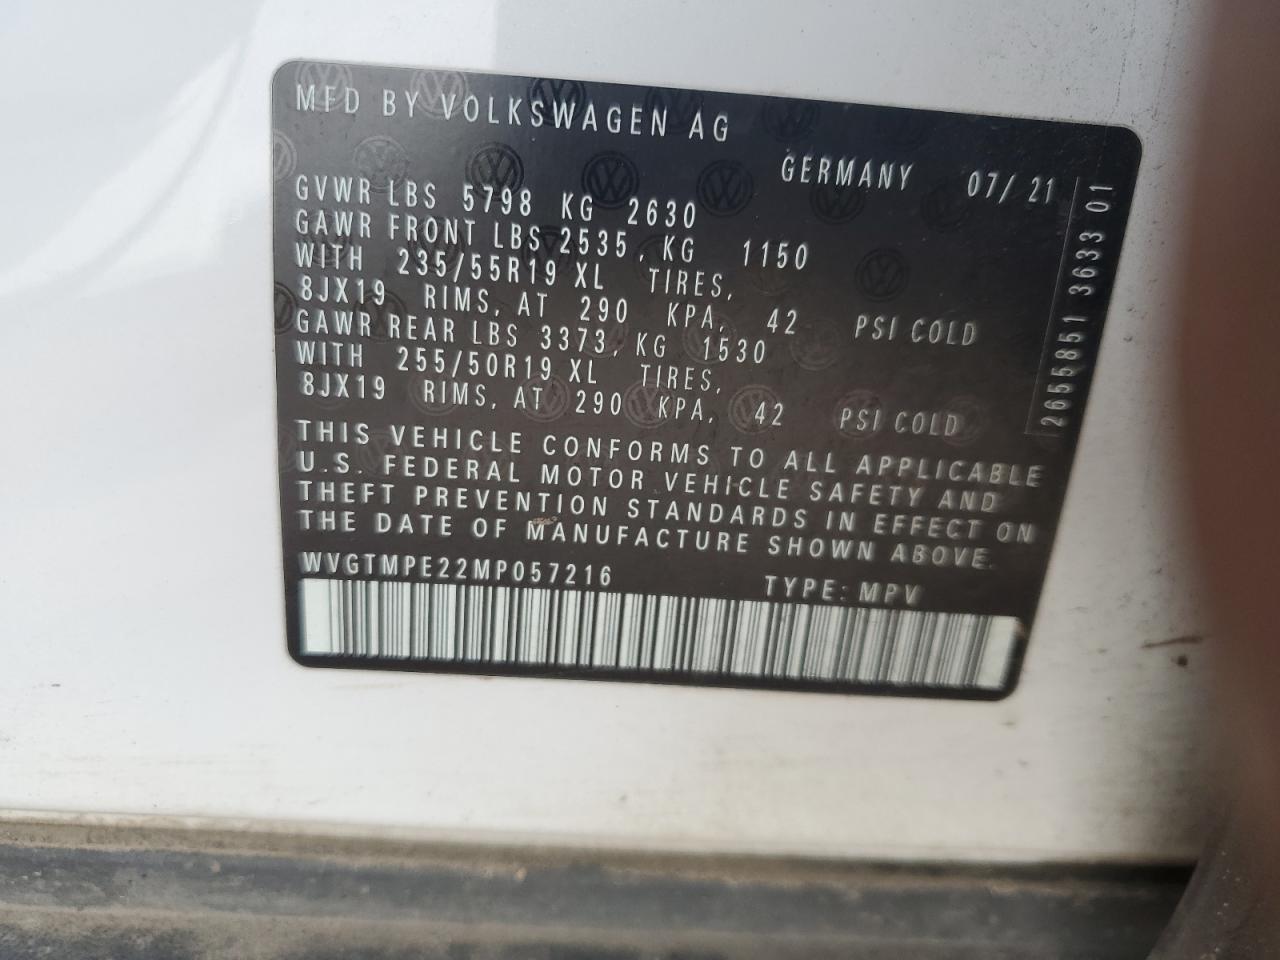 MFD BY VOLKSWAGEN AG
GERMANY 07/ 21
GVWR LBS 5798 KG 2630
GAWR FRONT LBS 2535, KG 1150
WITH 235/55R19 XL TIRES,
8JX19 RIMS, AT 290 KPA, 42 PSI COLD
GAWR REAR LBS 3373, KG 1530
WITH 255/50R19 XL TIRES,
8JX19 RIMS, AT 290 KPA, 42 PSI COLD
THIS VEHICLE CONFORMS TO ALL APPLICABLE
U.S. FEDERAL MOTOR VEHICLE SAFETY AND
THEFT PREVENTION STANDARDS IN EFFECT ON
THE DATE OF MANUFACTURE SHOWN ABOVE.
WVGTMPE22MP057216 TYPE: MPV
2655851 3633 01